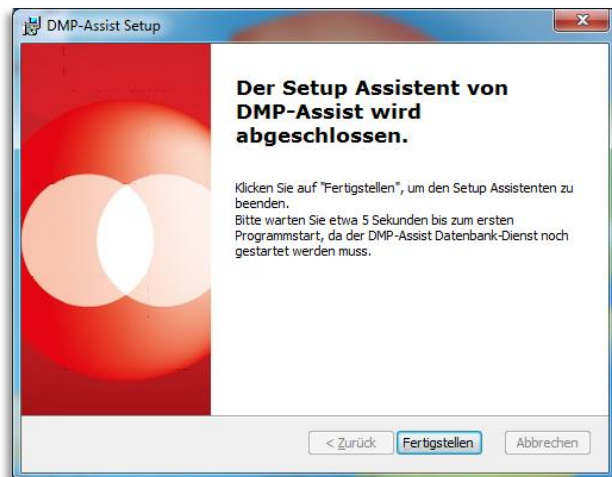 DMP-Assist Setup
Der Setup Assistent von
DMP-Assist wird
abgeschlossen.
Klicken Sie auf "Fertigstellen", um den Setup Assistenten zu
beenden.
Bitte warten Sie etwa 5 Sekunden bis zum ersten
Programmstart, da der DMP-Assist Datenbank-Dienst noch
gestartet werden muss.
< Zurück Fertigstellen Abbrechen